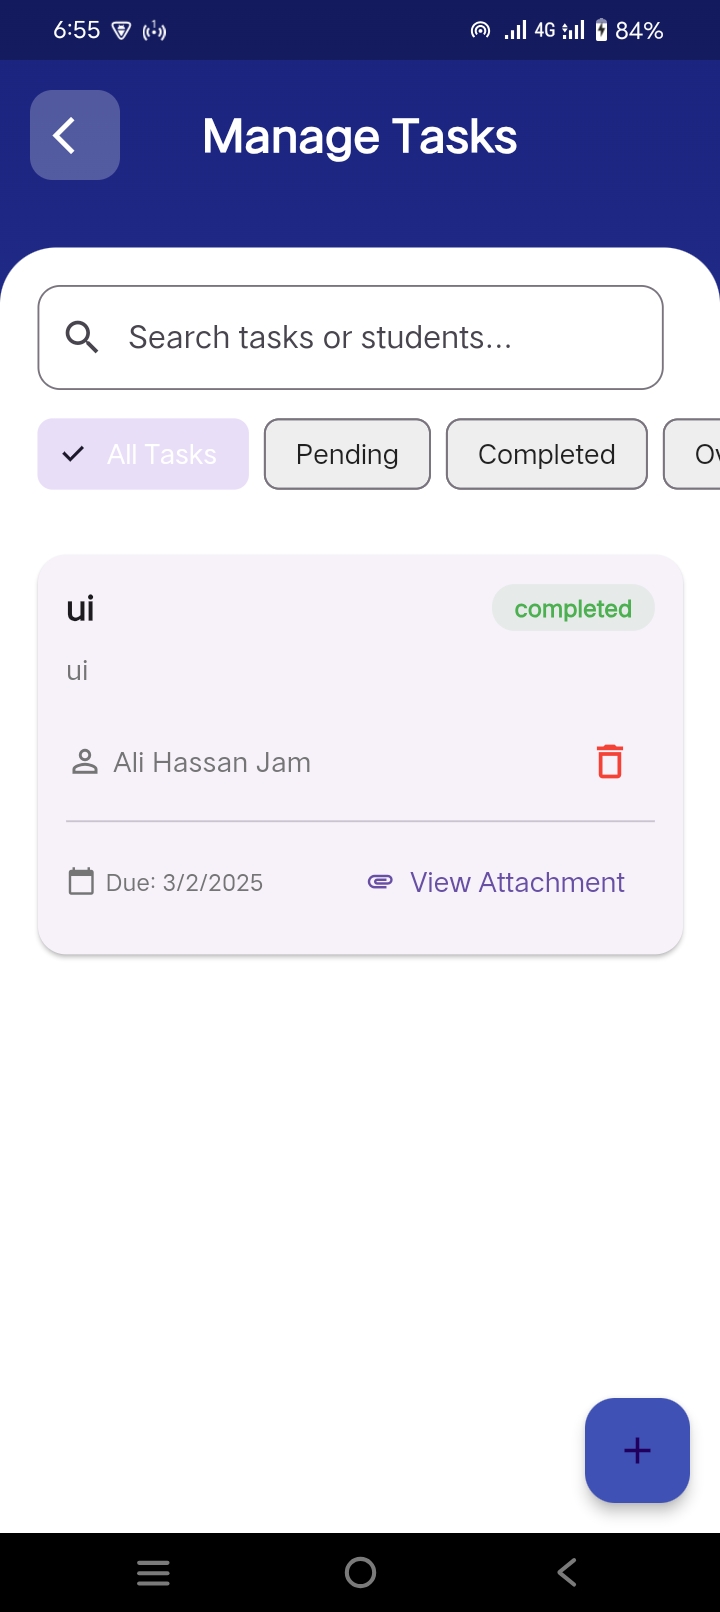 6:55 1 4G 84%
Manage Tasks
Search tasks or students...
All Tasks Pending Completed Ov
ui completed
ui
Ali Hassan Jam
Due: 3/2/2025 View Attachment